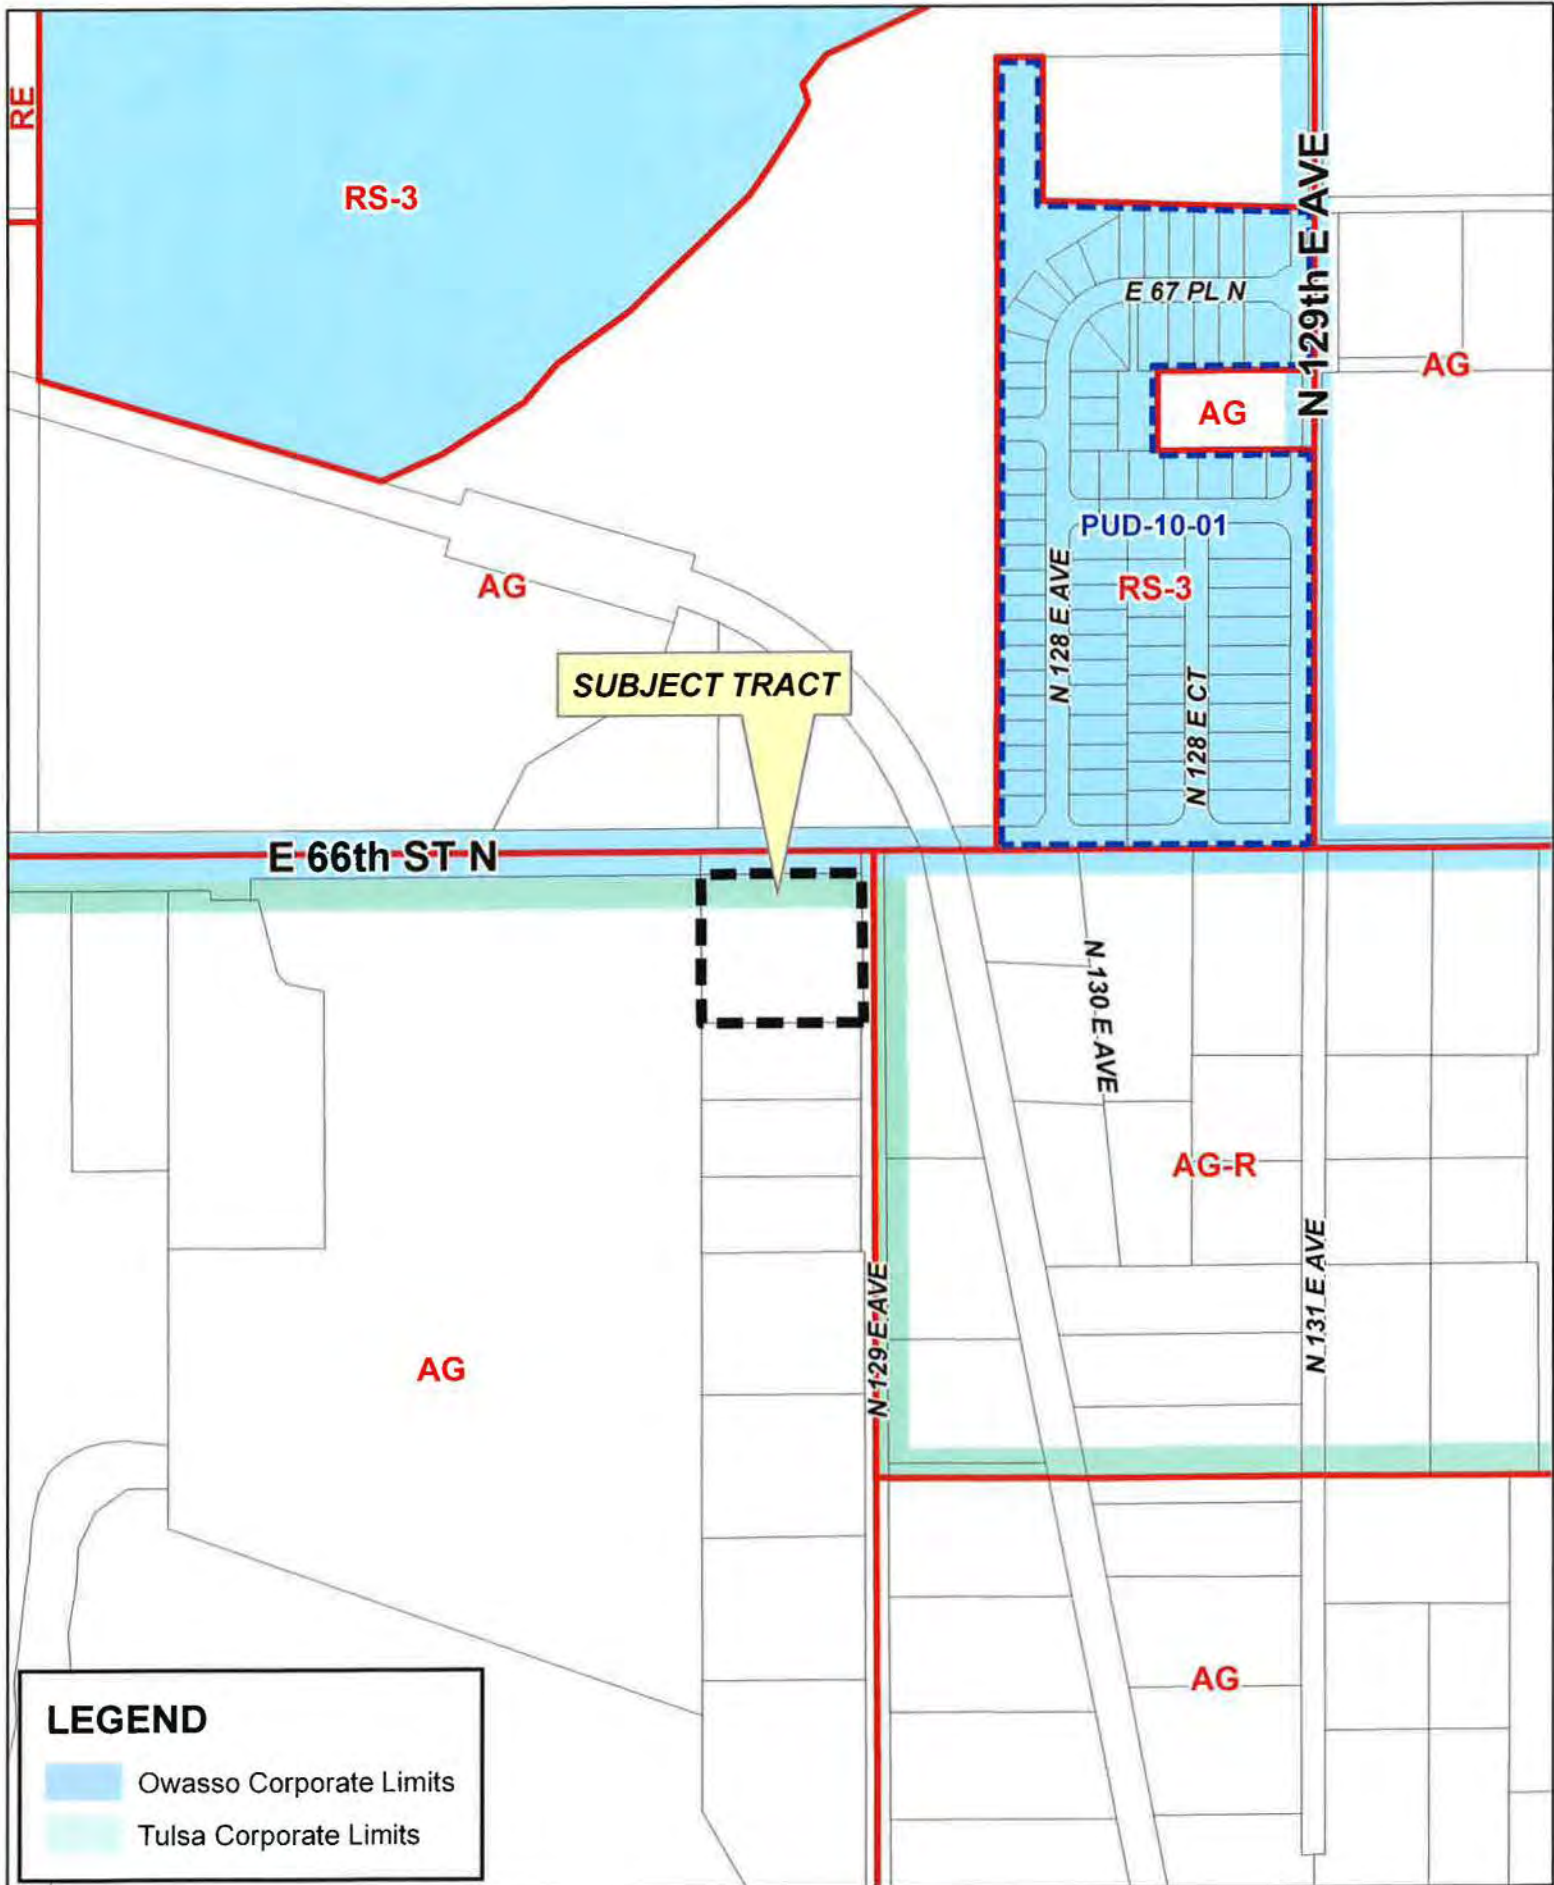 RE
RS-3
N 129th E AVE
E 67 PL N
AG
AG
PUD-10-01
RS-3
AG
N 128 E AVE
N 128 E CT
SUBJECT TRACT
E 66th ST N
N 130 E AVE
AG-R
N 131 E AVE
N 129 E AVE
AG
AG
LEGEND
Owasso Corporate Limits
Tulsa Corporate Limits